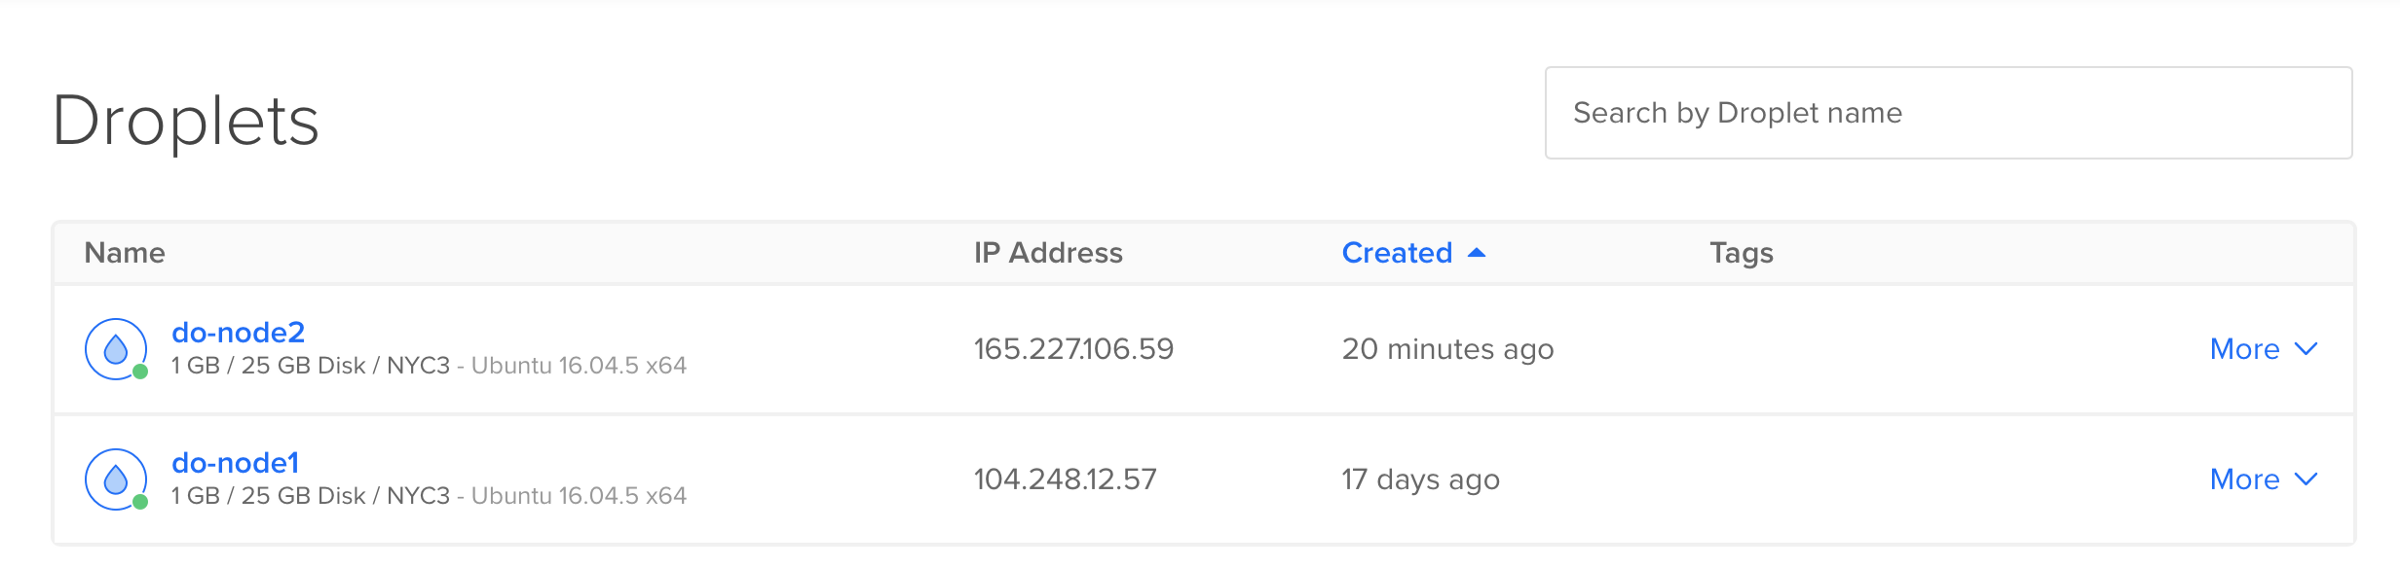 Droplets
Search by Droplet name
Name IP Address Created Tags
do-node2
1 GB / 25 GB Disk / NYC3 - Ubuntu 16.04.5 x64
165.227.106.59 20 minutes ago More
do-node1
1 GB / 25 GB Disk / NYC3 - Ubuntu 16.04.5 x64
104.248.12.57 17 days ago More